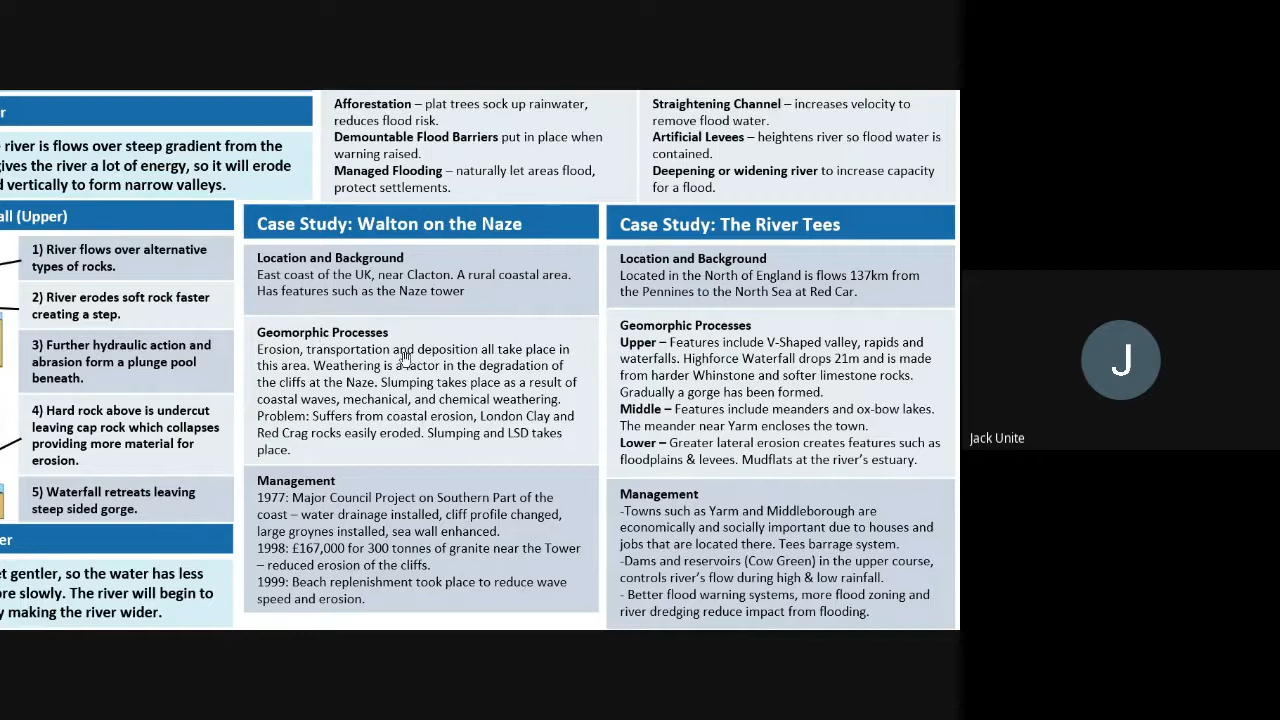 er
river is flows over steep gradient from the
gives the river a lot of energy, so it will erode
vertically to form narrow valleys.
Afforestation – plat trees sock up rainwater,
reduces flood risk.
Demountable Flood Barriers put in place when
warning raised.
Managed Flooding – naturally let areas flood,
protect settlements.
Straightening Channel – increases velocity to
remove flood water.
Artificial Levees – heightens river so flood water is
contained.
Deepening or widening river to increase capacity
for a flood.
all (Upper)
1) River flows over alternative
types of rocks.
2) River erodes soft rock faster
creating a step.
3) Further hydraulic action and
abrasion form a plunge pool
beneath.
4) Hard rock above is undercut
leaving cap rock which collapses
providing more material for
erosion.
5) Waterfall retreats leaving
steep sided gorge.
er
et gentler, so the water has less
ore slowly. The river will begin to
y making the river wider.
Case Study: Walton on the Naze
Location and Background
East coast of the UK, near Clacton. A rural coastal area.
Has features such as the Naze tower
Geomorphic Processes
Erosion, transportation and deposition all take place in
this area. Weathering is a factor in the degradation of
the cliffs at the Naze. Slumping takes place as a result of
coastal waves, mechanical, and chemical weathering.
Problem: Suffers from coastal erosion, London Clay and
Red Crag rocks easily eroded. Slumping and LSD takes
place.
Management
1977: Major Council Project on Southern Part of the
coast – water drainage installed, cliff profile changed,
large groynes installed, sea wall enhanced.
1998: £167,000 for 300 tonnes of granite near the Tower
– reduced erosion of the cliffs.
1999: Beach replenishment took place to reduce wave
speed and erosion.
Case Study: The River Tees
Location and Background
Located in the North of England is flows 137km from
the Pennines to the North Sea at Red Car.
Geomorphic Processes
Upper – Features include V-Shaped valley, rapids and
waterfalls. Highforce Waterfall drops 21m and is made
from harder Whinstone and softer limestone rocks.
Gradually a gorge has been formed.
Middle – Features include meanders and ox-bow lakes.
The meander near Yarm encloses the town.
Lower – Greater lateral erosion creates features such as
floodplains & levees. Mudflats at the river's estuary.
Management
-Towns such as Yarm and Middleborough are
economically and socially important due to houses and
jobs that are located there. Tees barrage system.
-Dams and reservoirs (Cow Green) in the upper course,
controls river's flow during high & low rainfall.
- Better flood warning systems, more flood zoning and
river dredging reduce impact from flooding.
J
Jack Unite